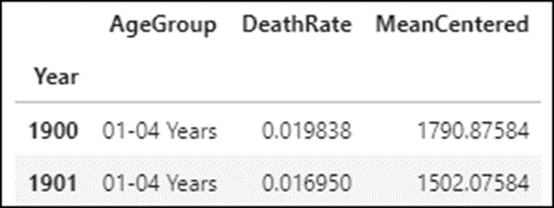 AgeGroup DeathRate MeanCentered
Year
1900 01-04 Years 0.019838 1790.87584
1901 01-04 Years 0.016950 1502.07584